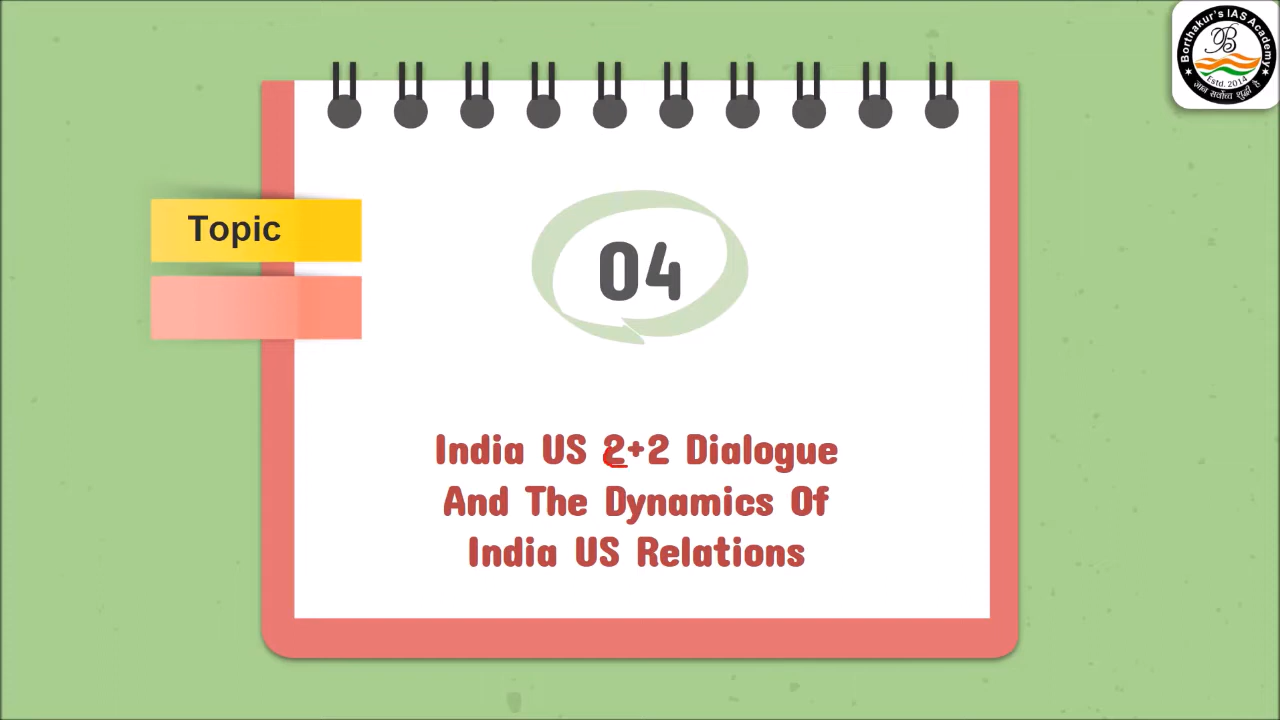 Borthakur's IAS Academy
B
Estd. 2014
ज्ञान सर्वोच्च शुद्धी है
Topic
04
India US 2+2 Dialogue
And The Dynamics Of
India US Relations